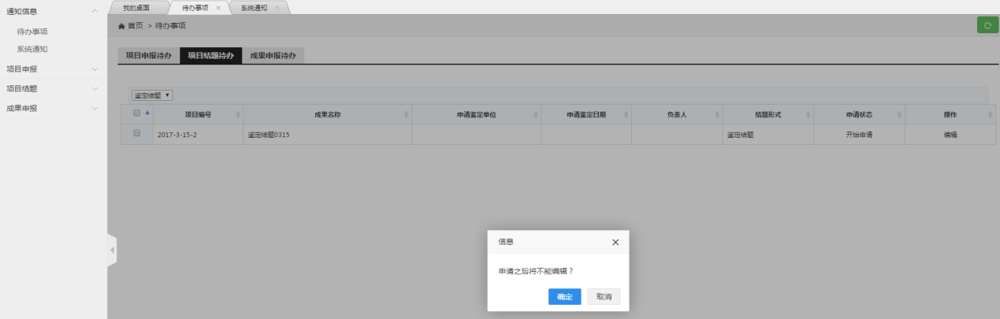 我的桌面 待办事项 × 系统通知 ×
通知信息
待办事项
系统通知
项目申报
项目结题
成果申报
首页 > 待办事项
项目申报待办 项目结题待办 成果申报待办
鉴定结题
项目编号 成果名称 申请鉴定单位 申请鉴定日期 负责人 结题形式 申请状态 操作
2017-3-15-2 鉴定结题0315 鉴定结题 开始申请 编辑
信息
申请之后将不能编辑？
确定 取消